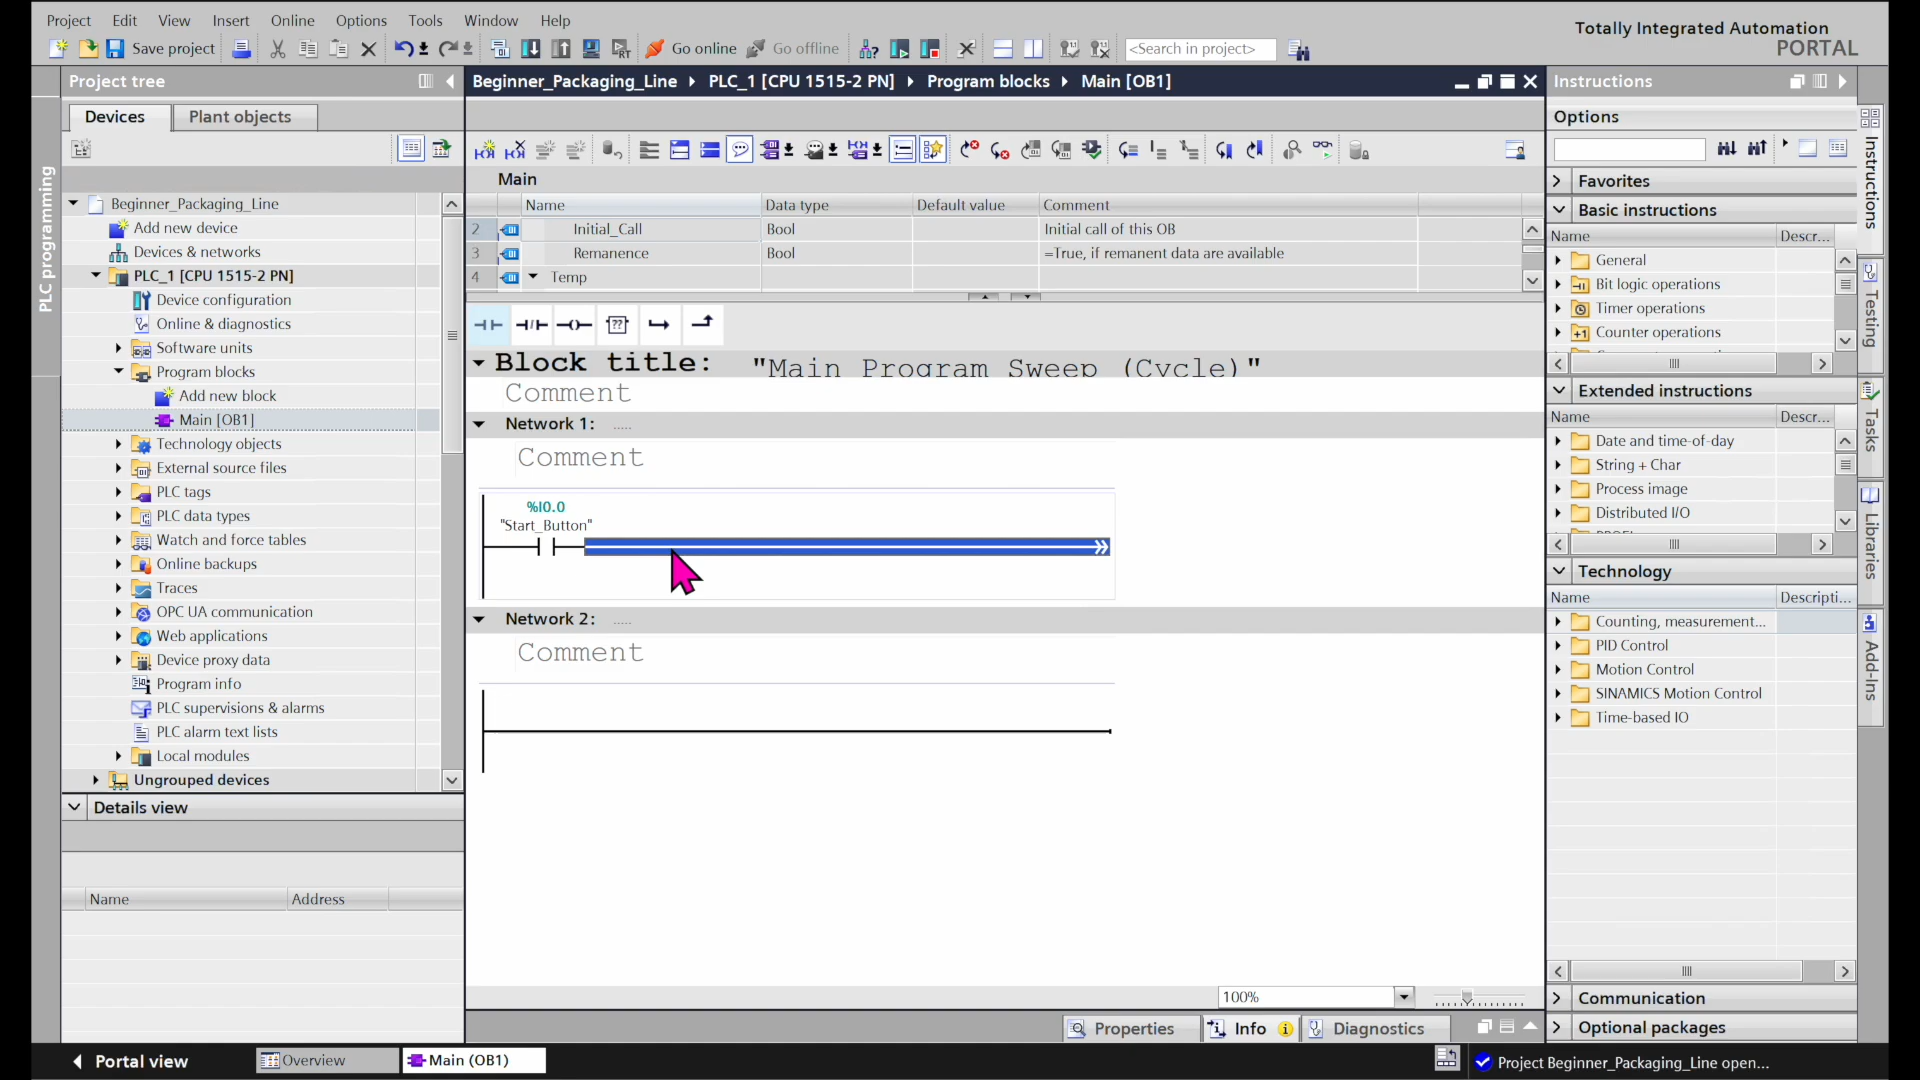 Project Edit View Insert Online Options Tools Window Help
Totally Integrated Automation
PORTAL
Save project Go online Go offline <Search in project>
Project tree
Beginner_Packaging_Line PLC_1 [CPU 1515-2 PN] Program blocks Main [OB1]
Instructions
Devices Plant objects
Options
PLC programming
Main
Name Data type Default value Comment
2 Initial_Call Bool Initial call of this OB
3 Remanence Bool =True, if remanent data are available
4 Temp
Block title: "Main Program Sweep (Cycle)"
Comment
Network 1: .....
Comment
%I0.0
"Start_Button"
Network 2: .....
Comment
100%
Properties Info Diagnostics
Beginner_Packaging_Line
Add new device
Devices & networks
PLC_1 [CPU 1515-2 PN]
Device configuration
Online & diagnostics
Software units
Program blocks
Add new block
Main [OB1]
Technology objects
External source files
PLC tags
PLC data types
Watch and force tables
Online backups
Traces
OPC UA communication
Web applications
Device proxy data
Program info
PLC supervisions & alarms
PLC alarm text lists
Local modules
Ungrouped devices
Details view
Name Address
Favorites
Basic instructions
Name Descr...
General
Bit logic operations
Timer operations
Counter operations
Extended instructions
Name Descr...
Date and time-of-day
String + Char
Process image
Distributed I/O
Technology
Name Descripti...
Counting, measurement...
PID Control
Motion Control
SINAMICS Motion Control
Time-based IO
Communication
Optional packages
Instructions
Testing
Tasks
Libraries
Add-Ins
Portal view Overview Main (OB1)
Project Beginner_Packaging_Line open...